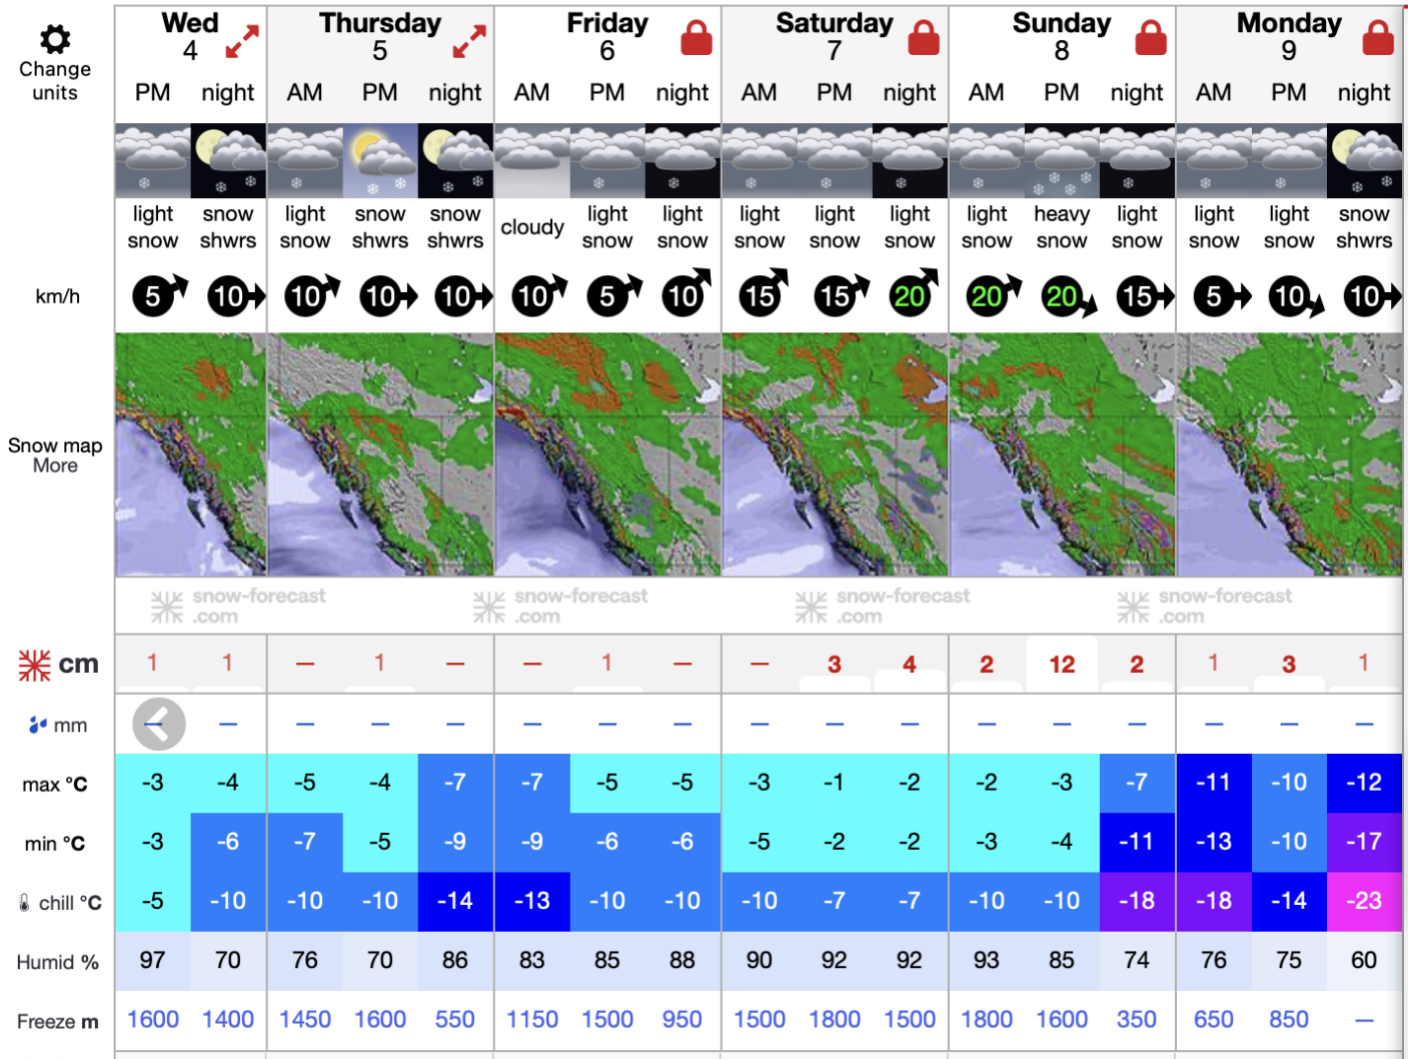 Change
units
Wed
4
Thursday
5
Friday
6
Saturday
7
Sunday
8
Monday
9
PM night AM PM night AM PM night AM PM night AM PM night AM PM night
light snow
snow shwrs
light snow
snow shwrs
snow shwrs
cloudy
light snow
light snow
light snow
light snow
light snow
light snow
heavy snow
light snow
light snow
light snow
snow shwrs
km/h 5 10 10 10 10 10 5 10 15 15 20 20 20 15 5 10 10
Snow map
More
snow-forecast
.com
snow-forecast
.com
snow-forecast
.com
snow-forecast
.com
cm 1 1 — 1 — — 1 — — 3 4 2 12 2 1 3 1
mm — — — — — — — — — — — — — — — — —
max °C -3 -4 -5 -4 -7 -7 -5 -5 -3 -1 -2 -2 -3 -7 -11 -10 -12
min °C -3 -6 -7 -5 -9 -9 -6 -6 -5 -2 -2 -3 -4 -11 -13 -10 -17
chill °C -5 -10 -10 -10 -14 -13 -10 -10 -10 -7 -7 -10 -10 -18 -18 -14 -23
Humid % 97 70 76 70 86 83 85 88 90 92 92 93 85 74 76 75 60
Freeze m 1600 1400 1450 1600 550 1150 1500 950 1500 1800 1500 1800 1600 350 650 850 —